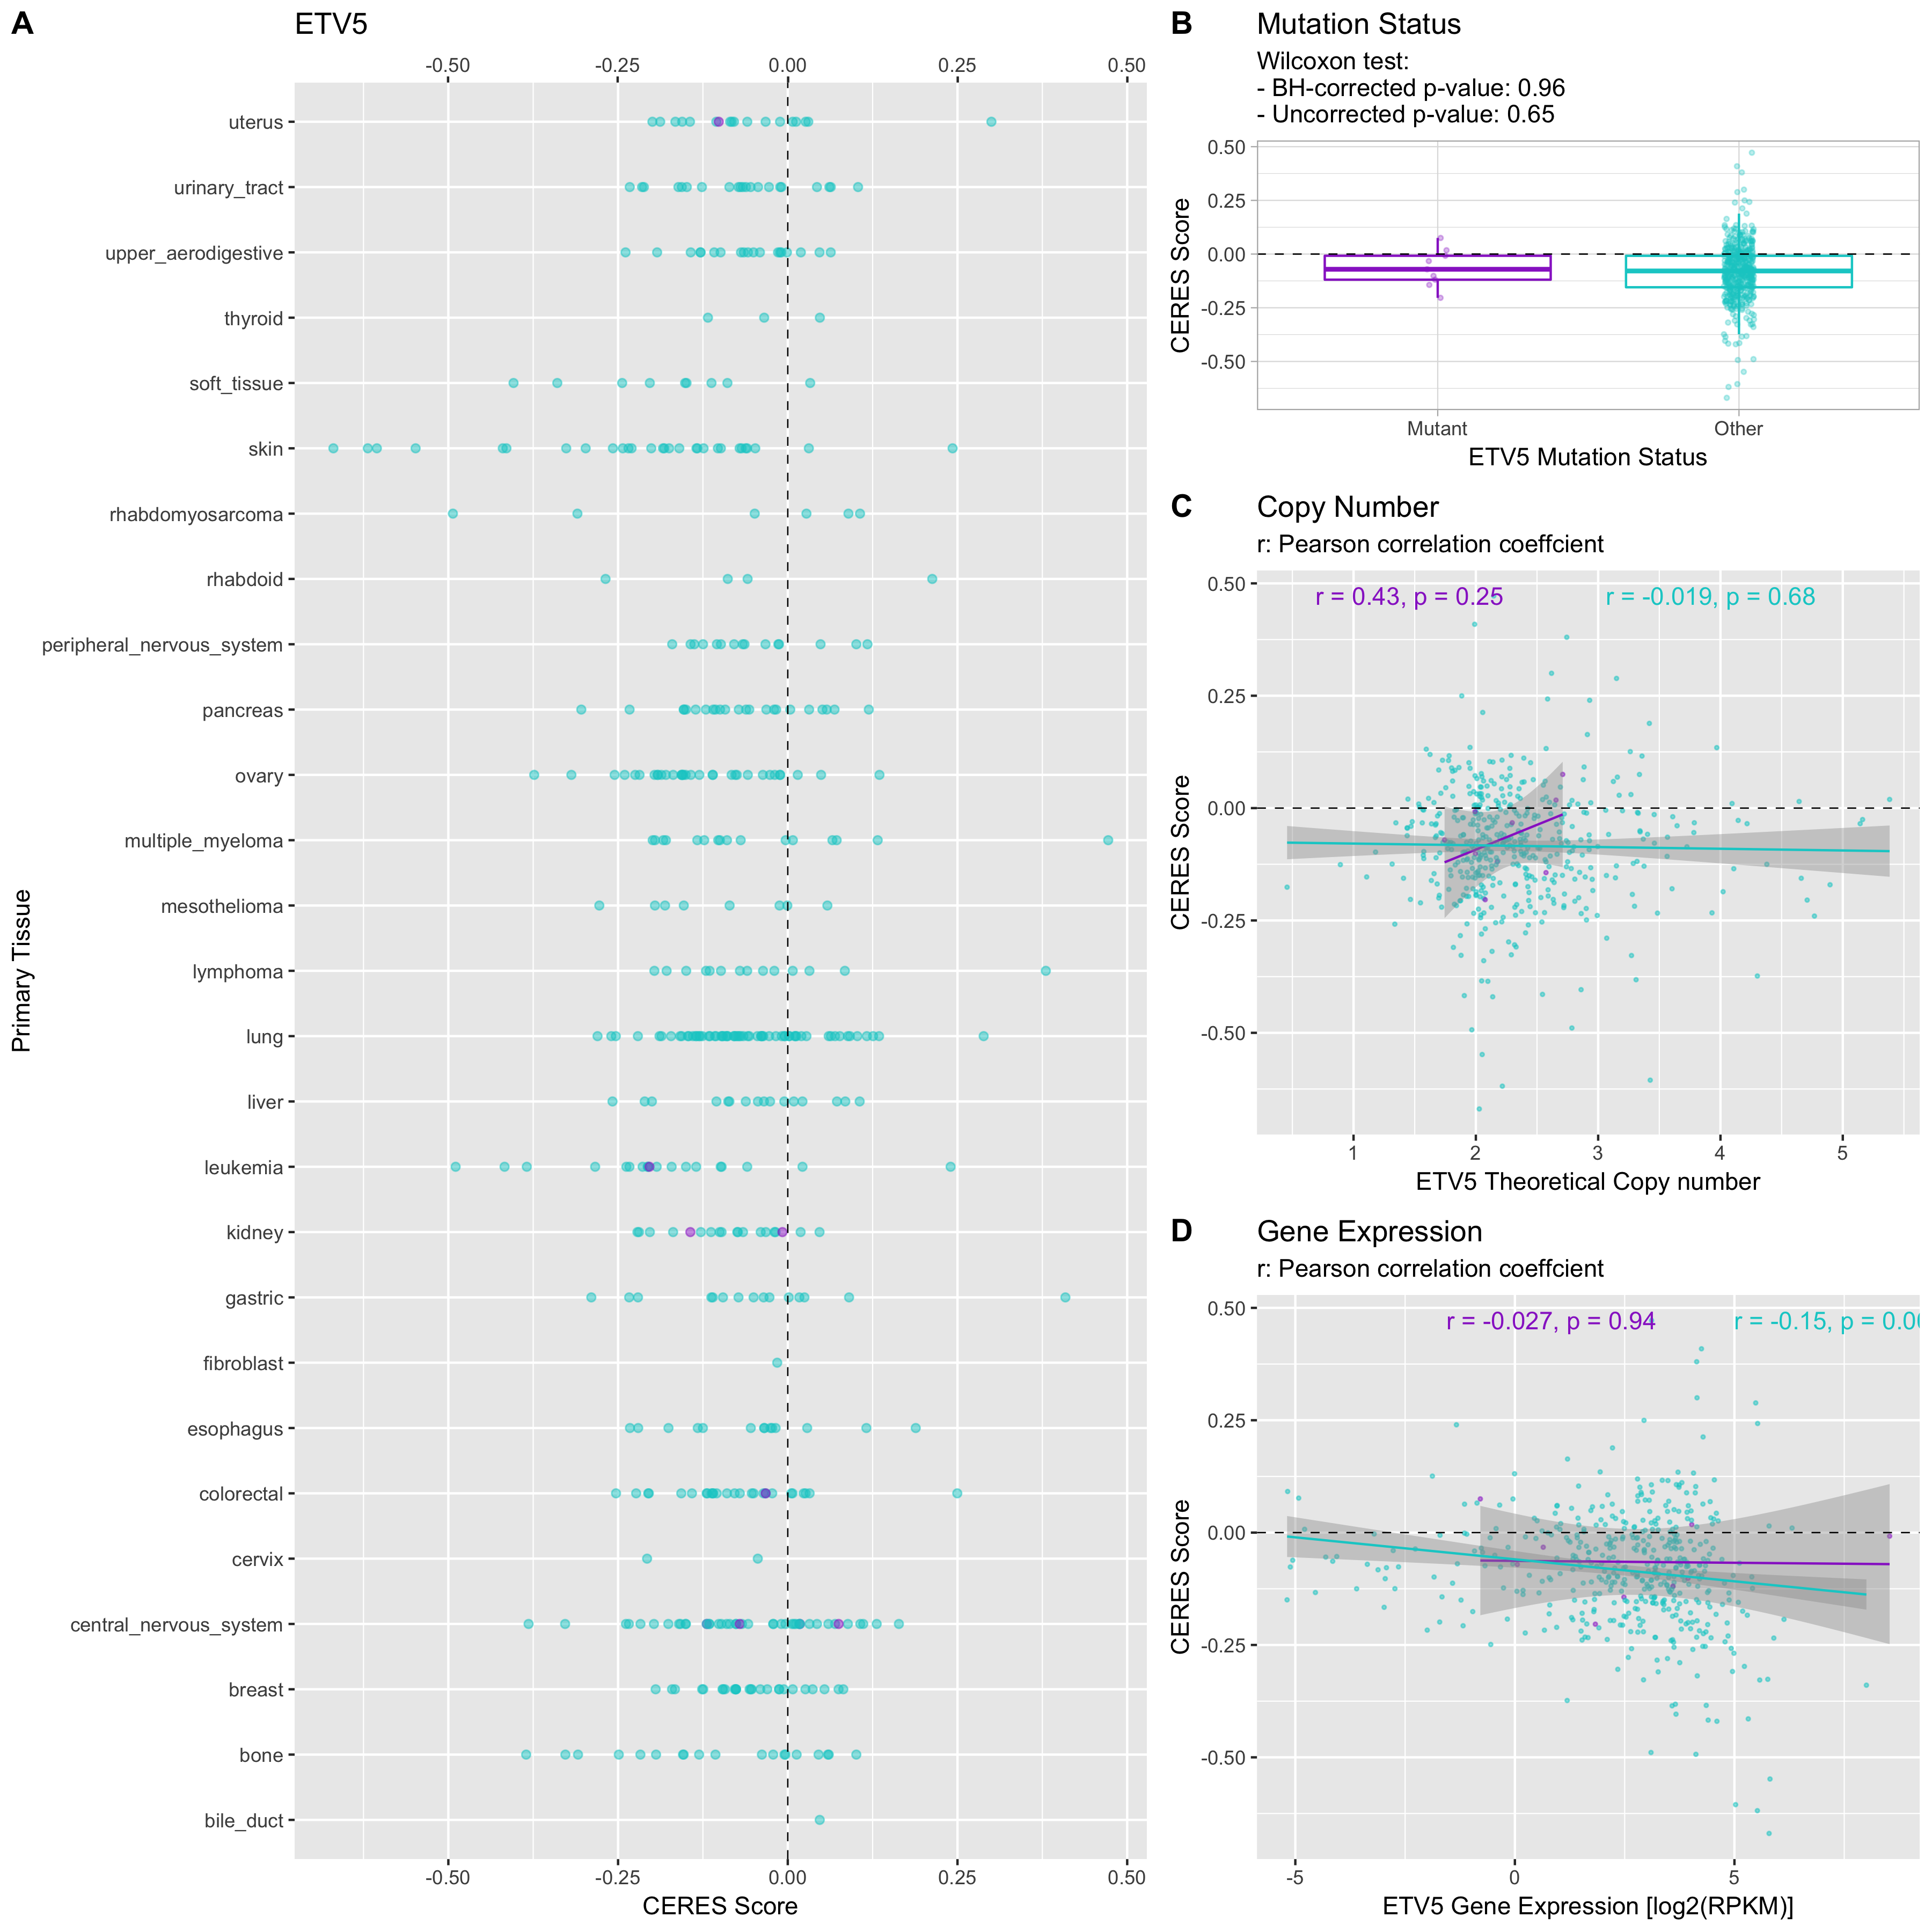 A
ETV5
-0.50 -0.25 0.00 0.25 0.50
uterus
urinary_tract
upper_aerodigestive
thyroid
soft_tissue
skin
rhabdomyosarcoma
rhabdoid
peripheral_nervous_system
pancreas
ovary
multiple_myeloma
mesothelioma
lymphoma
lung
liver
leukemia
kidney
gastric
fibroblast
esophagus
colorectal
cervix
central_nervous_system
breast
bone
bile_duct
Primary Tissue
-0.50 -0.25 0.00 0.25 0.50
CERES Score
B
Mutation Status
Wilcoxon test:
- BH-corrected p-value: 0.96
- Uncorrected p-value: 0.65
0.50
0.25
0.00
-0.25
-0.50
CERES Score
Mutant Other
ETV5 Mutation Status
C
Copy Number
r: Pearson correlation coeffcient
r = 0.43, p = 0.25 r = -0.019, p = 0.68
0.50
0.25
0.00
-0.25
-0.50
CERES Score
1 2 3 4 5
ETV5 Theoretical Copy number
D
Gene Expression
r: Pearson correlation coeffcient
r = -0.027, p = 0.94 r = -0.15, p =
0.50
0.25
0.00
-0.25
-0.50
CERES Score
-5 0 5
ETV5 Gene Expression [log2(RPKM)]